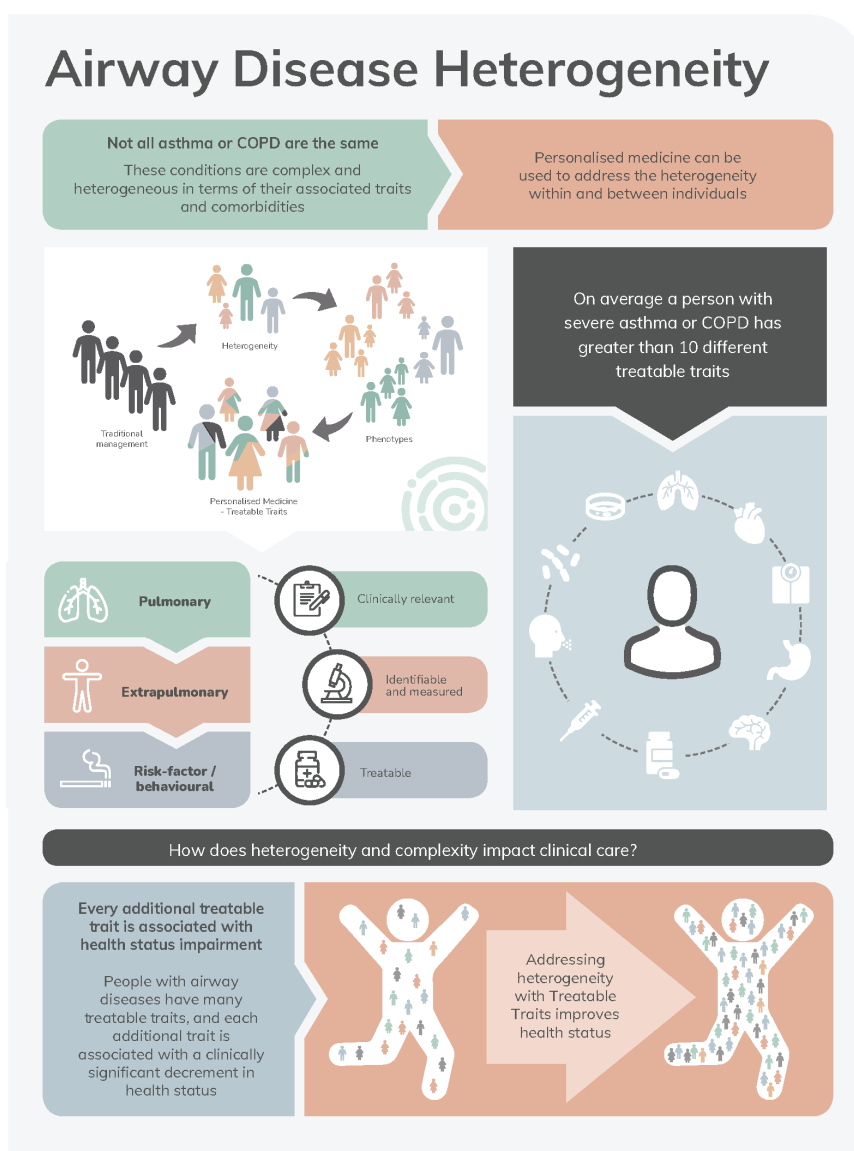 Airway Disease Heterogeneity
Not all asthma or COPD are the same
These conditions are complex and
heterogeneous in terms of their associated traits
and comorbidities
Personalised medicine can be
used to address the heterogeneity
within and between individuals
Heterogeneity
Traditional
management
Phenotypes
Personalised Medicine
- Treatable Traits
On average a person with
severe asthma or COPD has
greater than 10 different
treatable traits
Pulmonary
Extrapulmonary
Risk-factor /
behavioural
Clinically relevant
Identifiable
and measured
Treatable
How does heterogeneity and complexity impact clinical care?
Every additional treatable
trait is associated with
health status impairment
People with airway
diseases have many
treatable traits, and each
additional trait is
associated with a clinically
significant decrement in
health status
Addressing
heterogeneity
with Treatable
Traits improves
health status